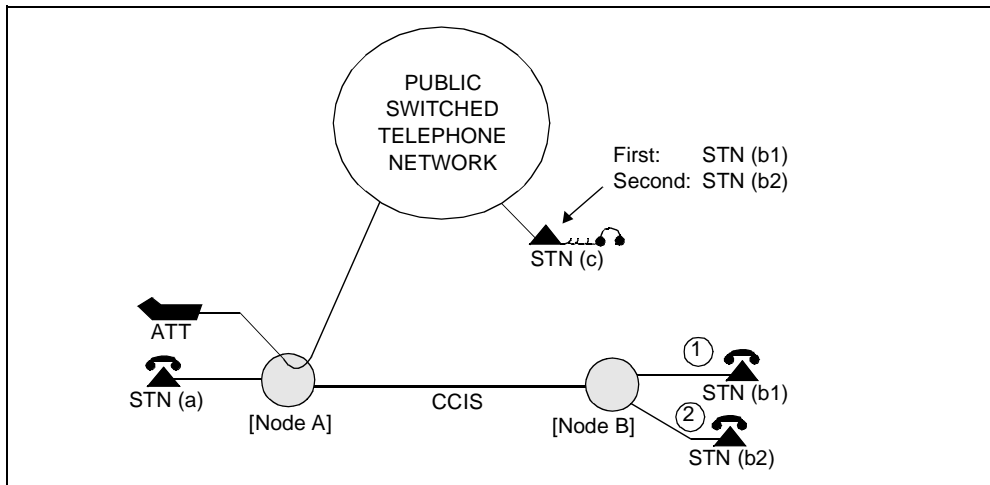 PUBLIC
SWITCHED
TELEPHONE
NETWORK
First: STN (b1)
Second: STN (b2)
STN (c)
ATT
STN (a)
[Node A]
CCIS
[Node B]
1
STN (b1)
2
STN (b2)